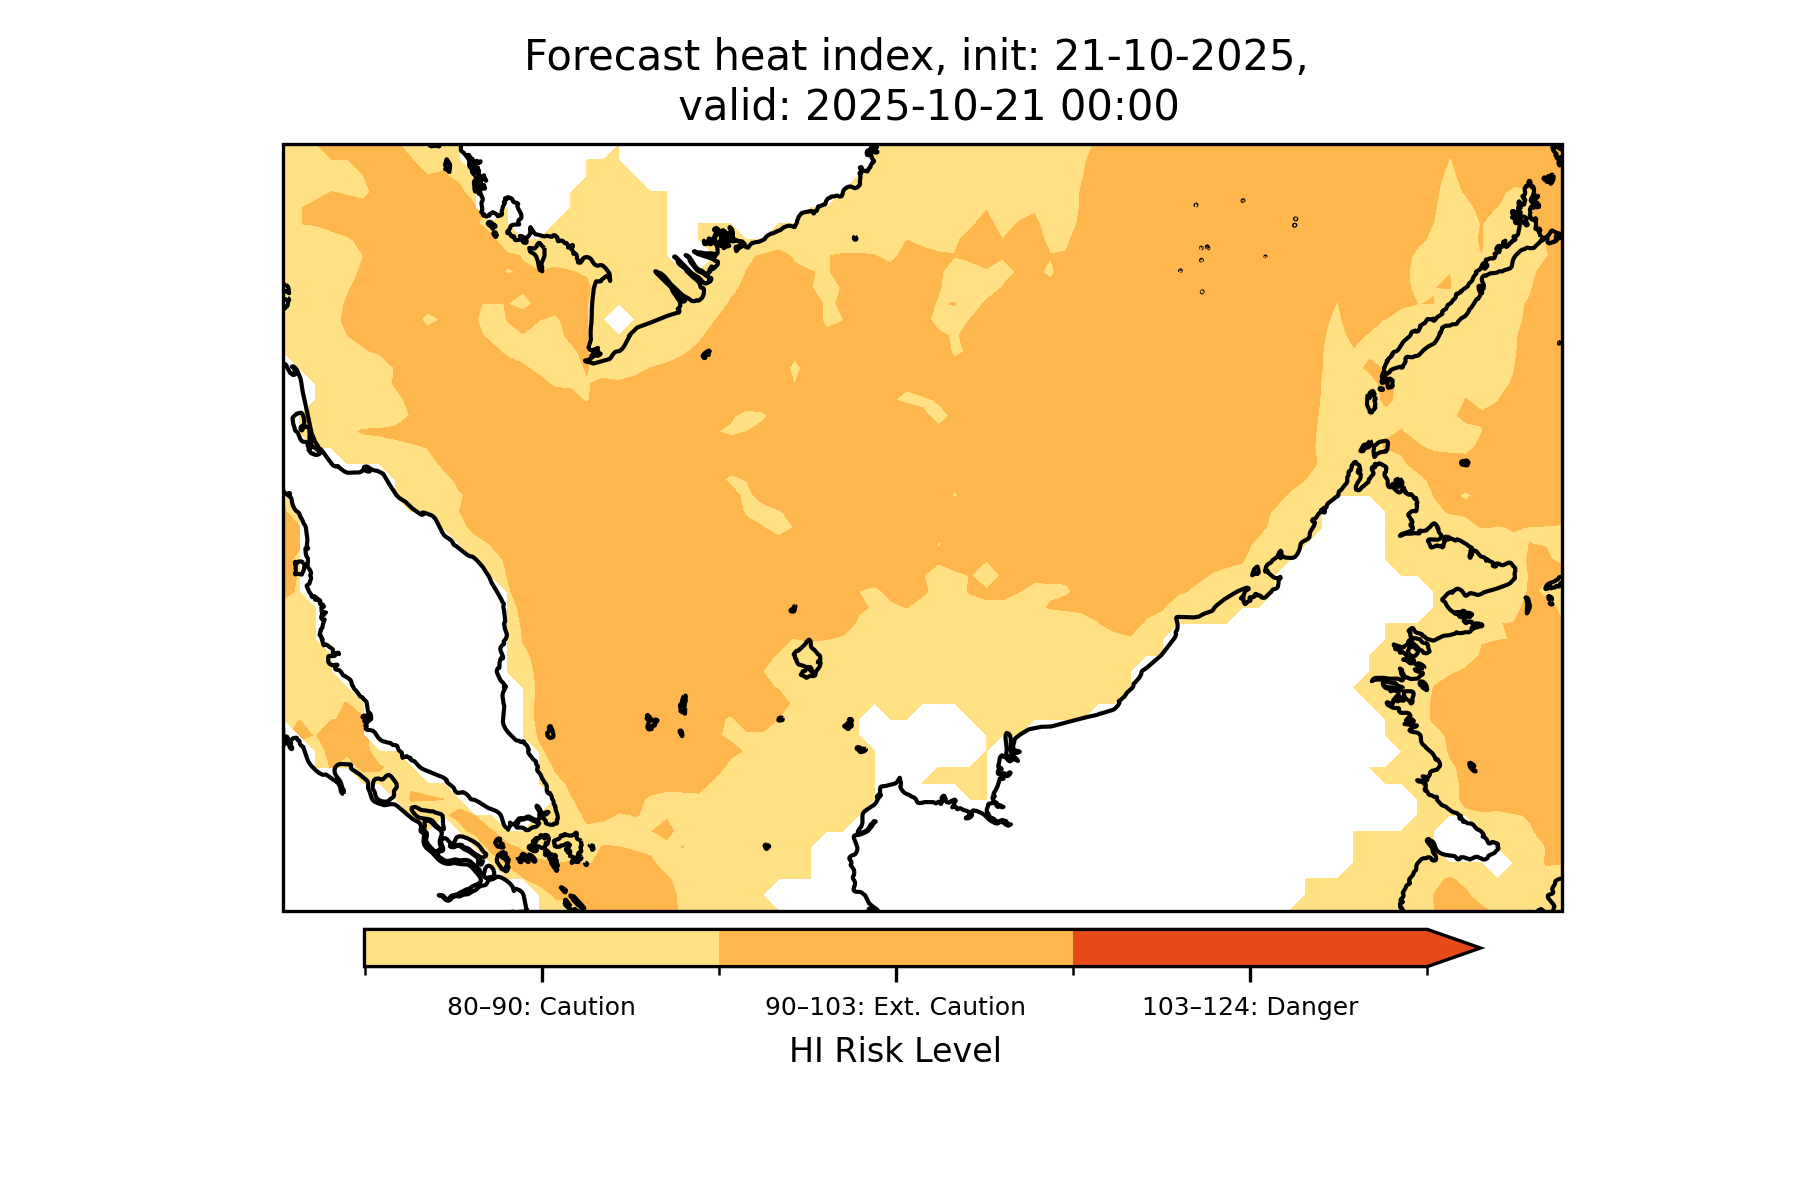 Forecast heat index, init: 21-10-2025,
valid: 2025-10-21 00:00
80–90: Caution
90–103: Ext. Caution
103–124: Danger
HI Risk Level